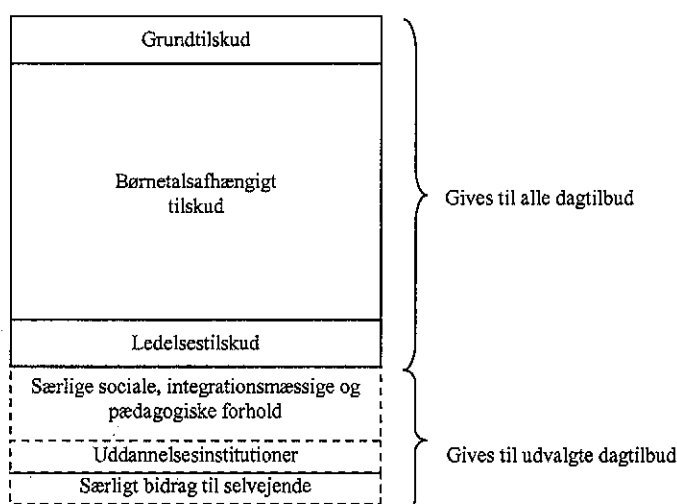 Grundtilskud
Børnetalsafhængigt
tilskud
Gives til alle dagtilbud
Ledelsestilskud
Særlige sociale, integrationsmæssige og
pædagogiske forhold
Uddannelsesinstitutioner
Gives til udvalgte dagtilbud
Særligt bidrag til selvejende